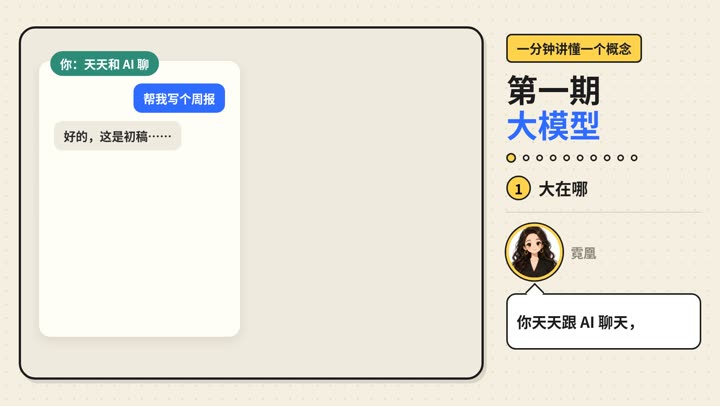 你：天天和 AI 聊
帮我写个周报
好的，这是初稿……
一分钟讲懂一个概念
第一期
大模型
1 大在哪
霓凰
你天天跟 AI 聊天，